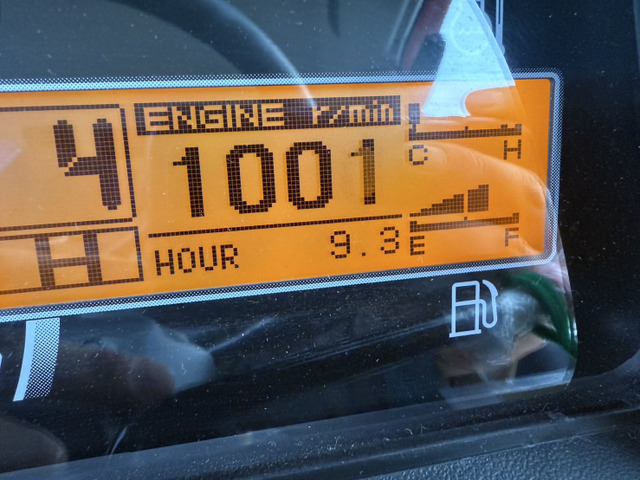 4
H
ENGINE r/min
1001
HOUR 9.3
C H
E F